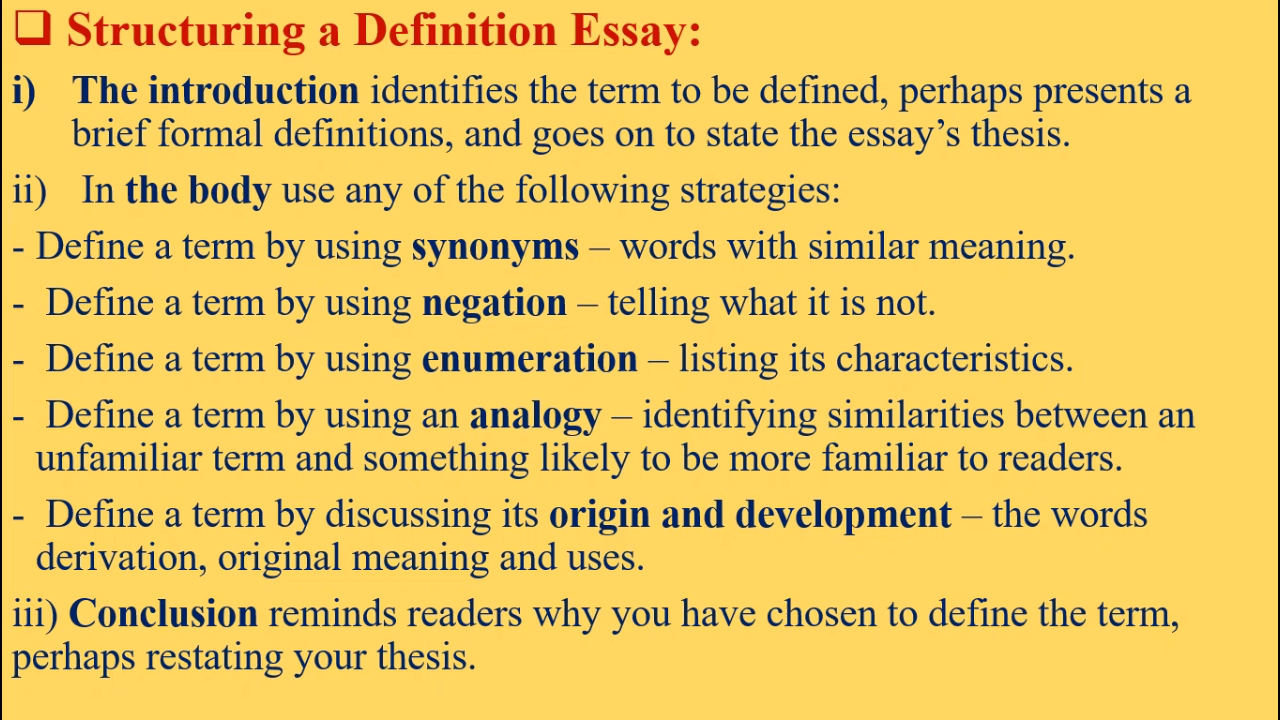 ❑ Structuring a Definition Essay:
i) The introduction identifies the term to be defined, perhaps presents a
brief formal definitions, and goes on to state the essay’s thesis.
ii) In the body use any of the following strategies:
- Define a term by using synonyms – words with similar meaning.
- Define a term by using negation – telling what it is not.
- Define a term by using enumeration – listing its characteristics.
- Define a term by using an analogy – identifying similarities between an
unfamiliar term and something likely to be more familiar to readers.
- Define a term by discussing its origin and development – the words
derivation, original meaning and uses.
iii) Conclusion reminds readers why you have chosen to define the term,
perhaps restating your thesis.